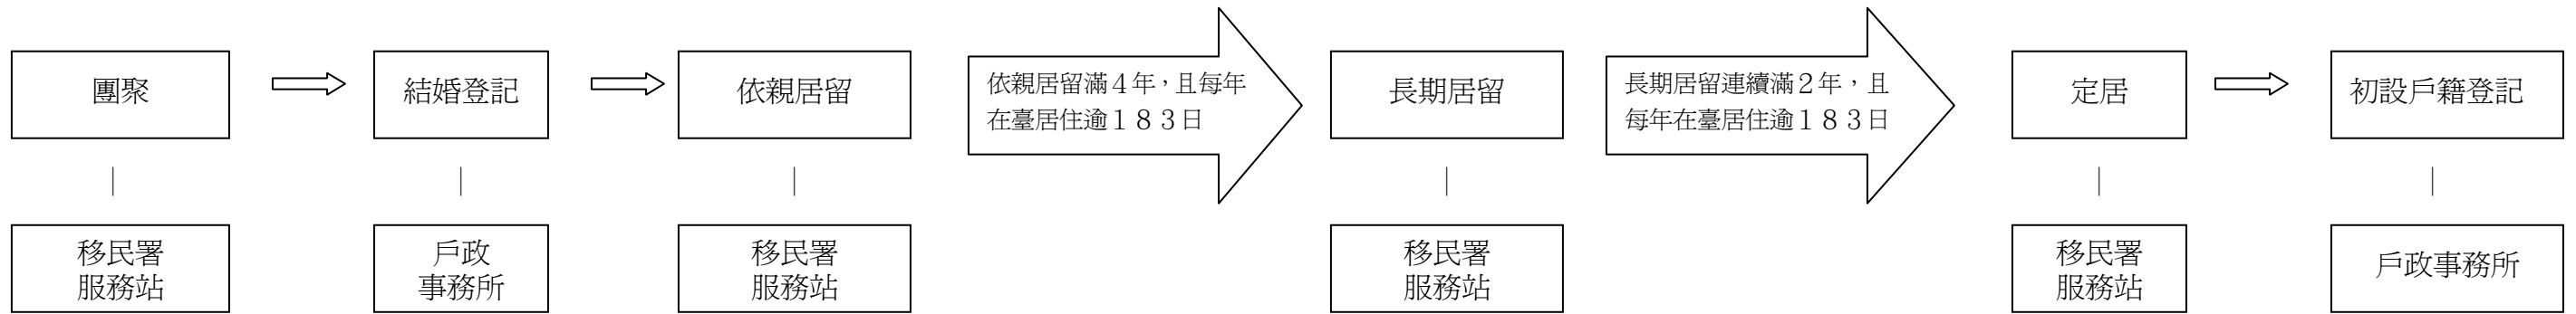 團聚
結婚登記
依親居留
依親居留滿４年，且每年
在臺居住逾１８３日
長期居留
長期居留連續滿２年，且
每年在臺居住逾１８３日
定居
初設戶籍登記
移民署
服務站
戶政
事務所
移民署
服務站
移民署
服務站
移民署
服務站
戶政事務所